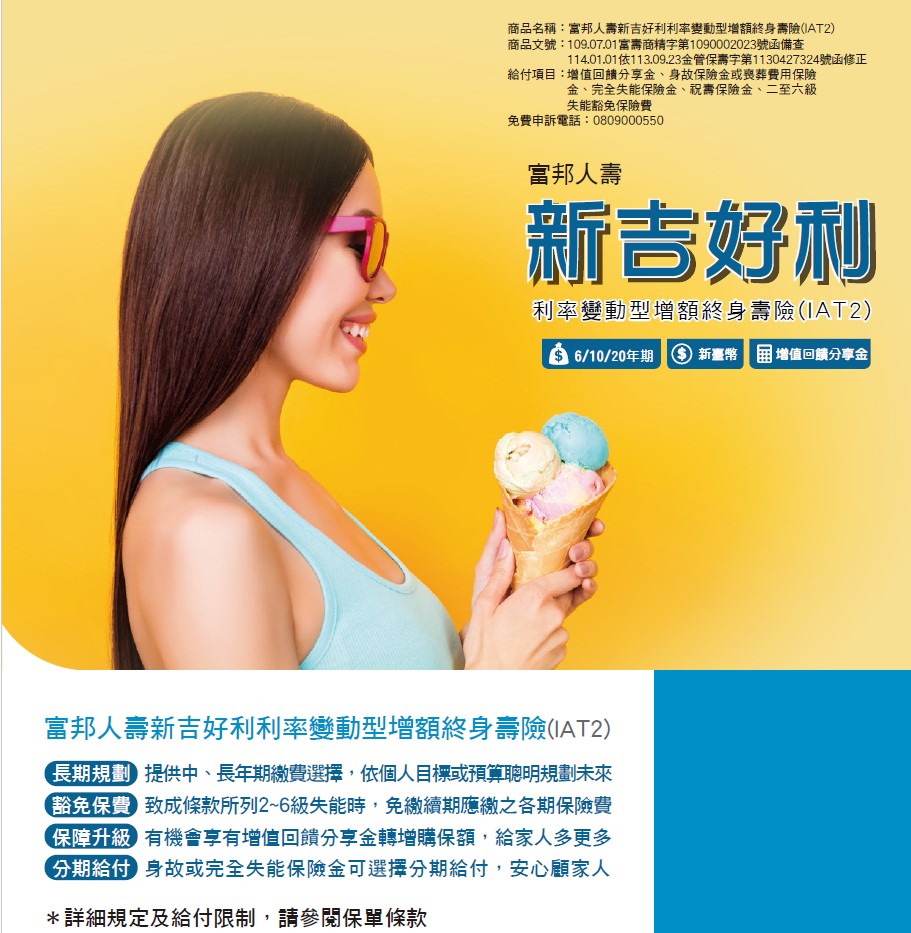 商品名稱：富邦人壽新吉好利利率變動型增額終身壽險(IAT2)
商品文號：109.07.01富壽商精字第1090002023號函備查
114.01.01依113.09.23金管保壽字第1130427324號函修正
給付項目：增值回饋分享金、身故保險金或喪葬費用保險
金、完全失能保險金、祝壽保險金、二至六級
失能豁免保險費
免費申訴電話：0809000550
富邦人壽
新吉好利
利率變動型增額終身壽險(IAT2)
6/10/20年期 新臺幣 增值回饋分享金
富邦人壽新吉好利利率變動型增額終身壽險(IAT2)
長期規劃 提供中、長年期繳費選擇，依個人目標或預算聰明規劃未來
豁免保費 致成條款所列2~6級失能時，免繳續期應繳之各期保險費
保障升級 有機會享有增值回饋分享金轉增購保額，給家人多更多
分期給付 身故或完全失能保險金可選擇分期給付，安心顧家人
＊詳細規定及給付限制，請參閱保單條款